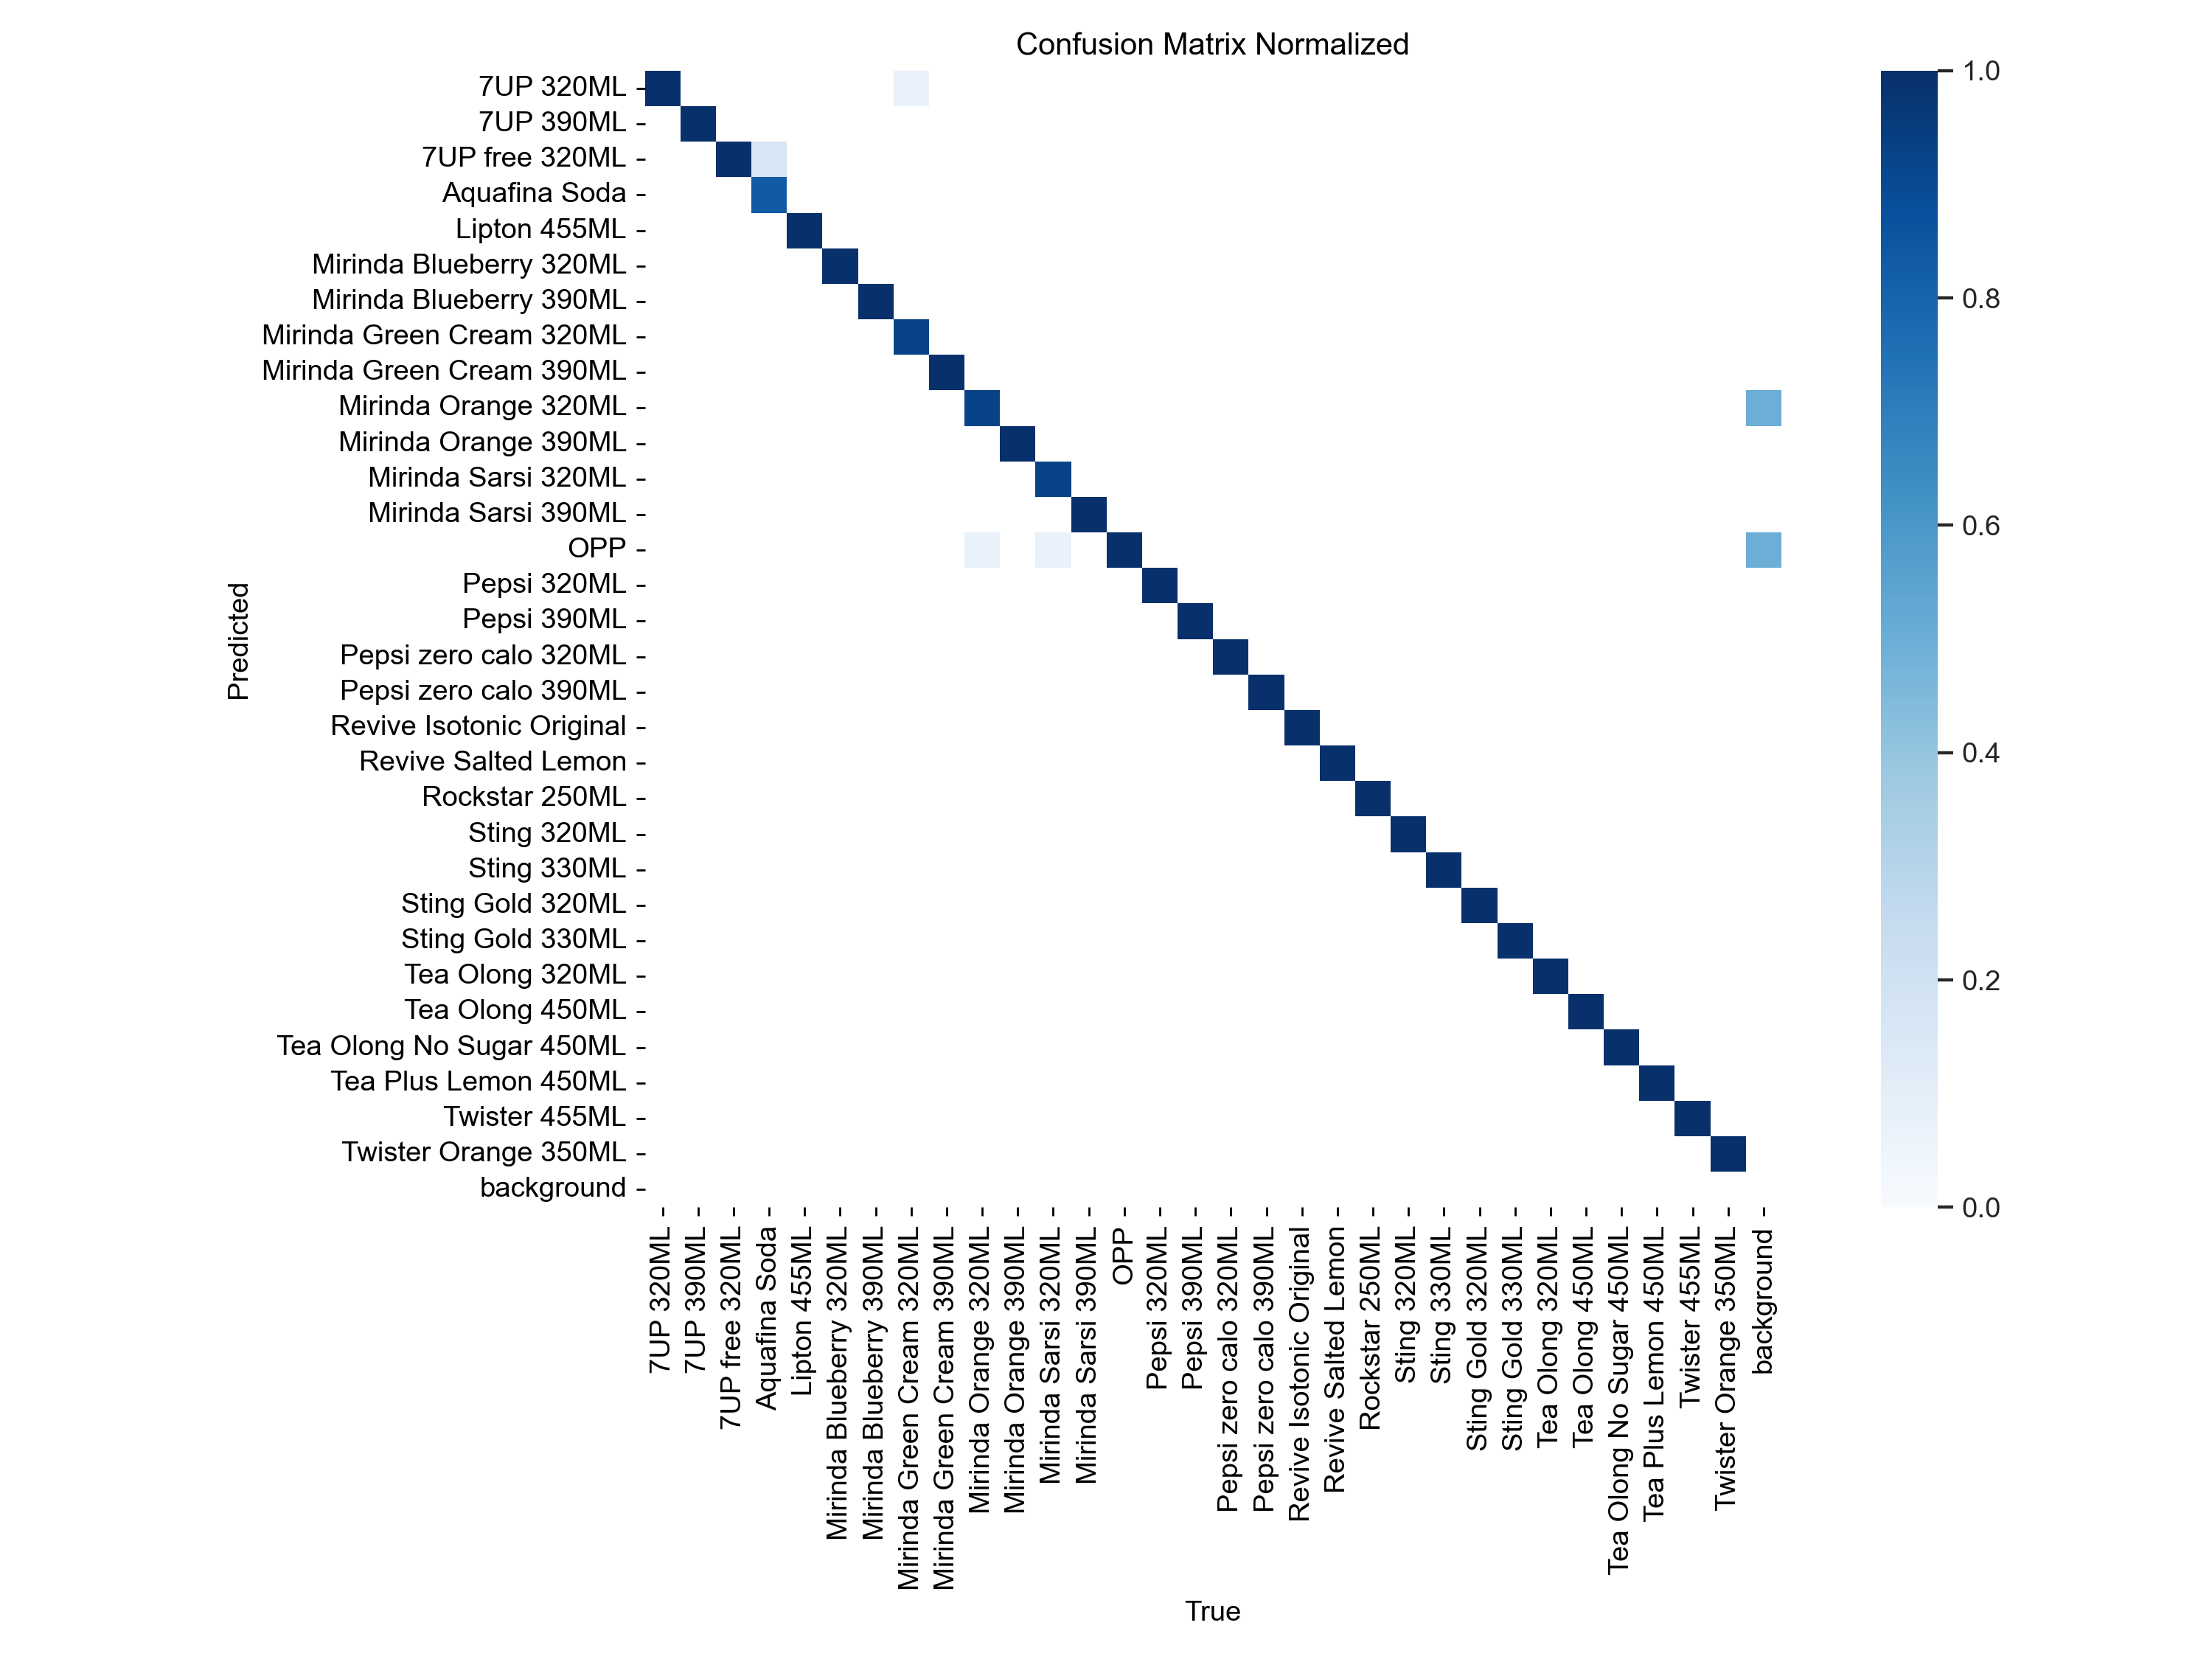 Confusion Matrix Normalized
7UP 320ML
7UP 390ML
7UP free 320ML
Aquafina Soda
Lipton 455ML
Mirinda Blueberry 320ML
Mirinda Blueberry 390ML
Mirinda Green Cream 320ML
Mirinda Green Cream 390ML
Mirinda Orange 320ML
Mirinda Orange 390ML
Mirinda Sarsi 320ML
Mirinda Sarsi 390ML
OPP
Pepsi 320ML
Pepsi 390ML
Pepsi zero calo 320ML
Pepsi zero calo 390ML
Revive Isotonic Original
Revive Salted Lemon
Rockstar 250ML
Sting 320ML
Sting 330ML
Sting Gold 320ML
Sting Gold 330ML
Tea Olong 320ML
Tea Olong 450ML
Tea Olong No Sugar 450ML
Tea Plus Lemon 450ML
Twister 455ML
Twister Orange 350ML
background
Predicted
7UP 320ML
7UP 390ML
7UP free 320ML
Aquafina Soda
Lipton 455ML
Mirinda Blueberry 320ML
Mirinda Blueberry 390ML
Mirinda Green Cream 320ML
Mirinda Green Cream 390ML
Mirinda Orange 320ML
Mirinda Orange 390ML
Mirinda Sarsi 320ML
Mirinda Sarsi 390ML
OPP
Pepsi 320ML
Pepsi 390ML
Pepsi zero calo 320ML
Pepsi zero calo 390ML
Revive Isotonic Original
Revive Salted Lemon
Rockstar 250ML
Sting 320ML
Sting 330ML
Sting Gold 320ML
Sting Gold 330ML
Tea Olong 320ML
Tea Olong 450ML
Tea Olong No Sugar 450ML
Tea Plus Lemon 450ML
Twister 455ML
Twister Orange 350ML
background
True
1.0
0.8
0.6
0.4
0.2
0.0